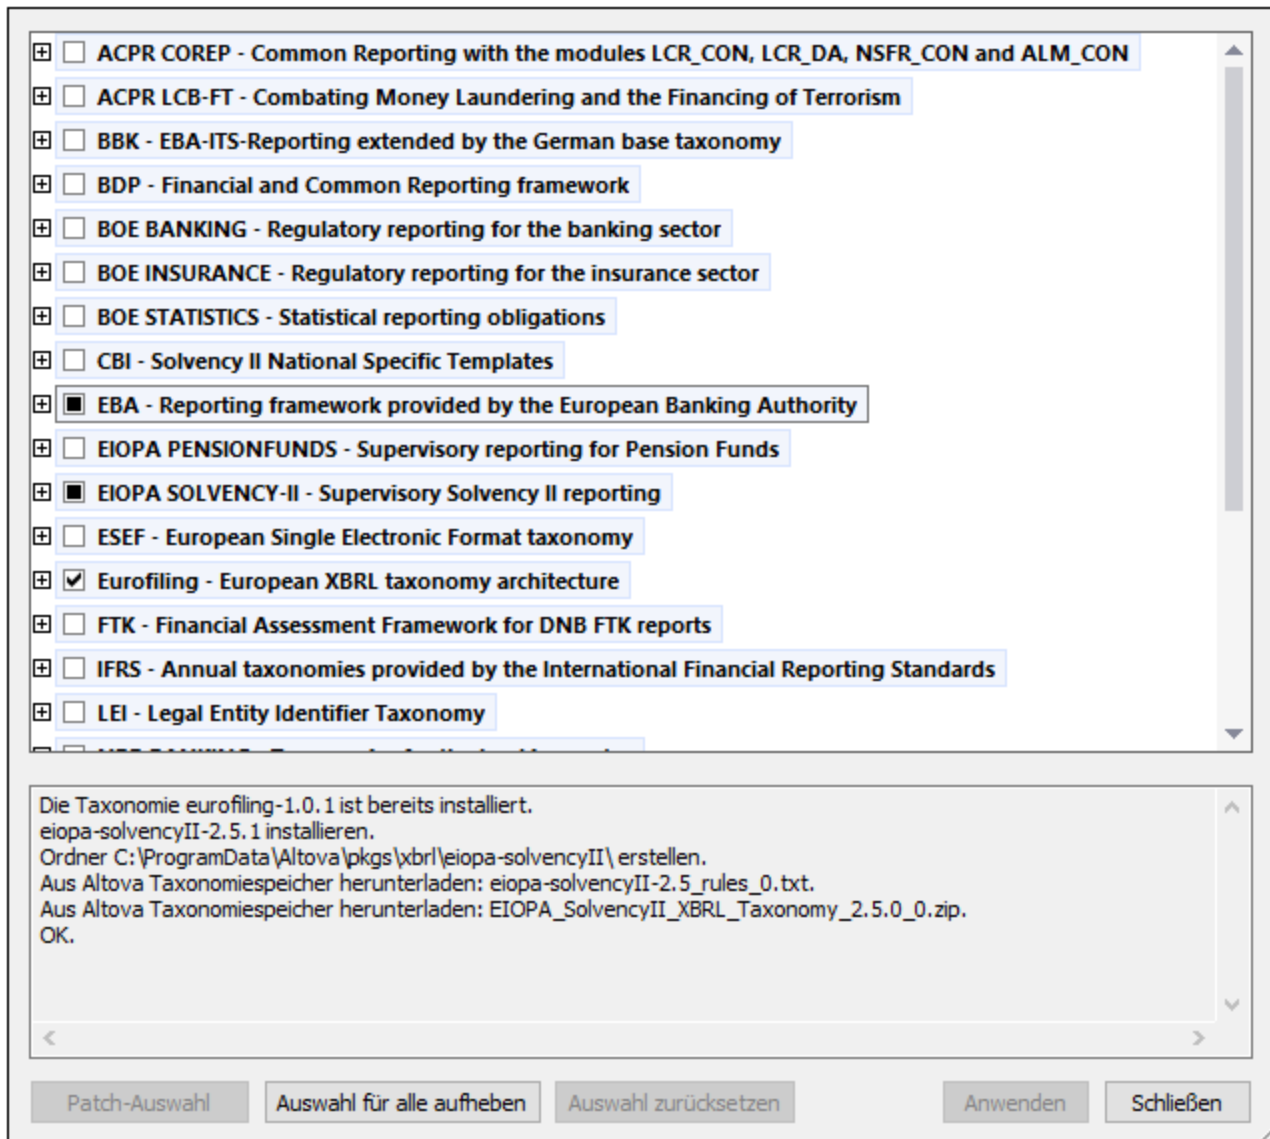 ACPR COREP - Common Reporting with the modules LCR_CON, LCR_DA, NSFR_CON and ALM_CON
ACPR LCB-FT - Combating Money Laundering and the Financing of Terrorism
BBK - EBA-ITS-Reporting extended by the German base taxonomy
BDP - Financial and Common Reporting framework
BOE BANKING - Regulatory reporting for the banking sector
BOE INSURANCE - Regulatory reporting for the insurance sector
BOE STATISTICS - Statistical reporting obligations
CBI - Solvency II National Specific Templates
EBA - Reporting framework provided by the European Banking Authority
EIOPA PENSIONFUNDS - Supervisory reporting for Pension Funds
EIOPA SOLVENCY-II - Supervisory Solvency II reporting
ESEF - European Single Electronic Format taxonomy
Eurofiling - European XBRL taxonomy architecture
FTK - Financial Assessment Framework for DNB FTK reports
IFRS - Annual taxonomies provided by the International Financial Reporting Standards
LEI - Legal Entity Identifier Taxonomy
Die Taxonomie eurofiling-1.0.1 ist bereits installiert.
eiopa-solvencyII-2.5.1 installieren.
Ordner C:\ProgramData\Altova\pkgs\xbrl\eiopa-solvencyII\ erstellen.
Aus Altova Taxonomiespeicher herunterladen: eiopa-solvencyII-2.5_rules_0.txt.
Aus Altova Taxonomiespeicher herunterladen: EIOPA_SolvencyII_XBRL_Taxonomy_2.5.0_0.zip.
OK.
Patch-Auswahl
Auswahl für alle aufheben
Auswahl zurücksetzen
Anwenden
Schließen